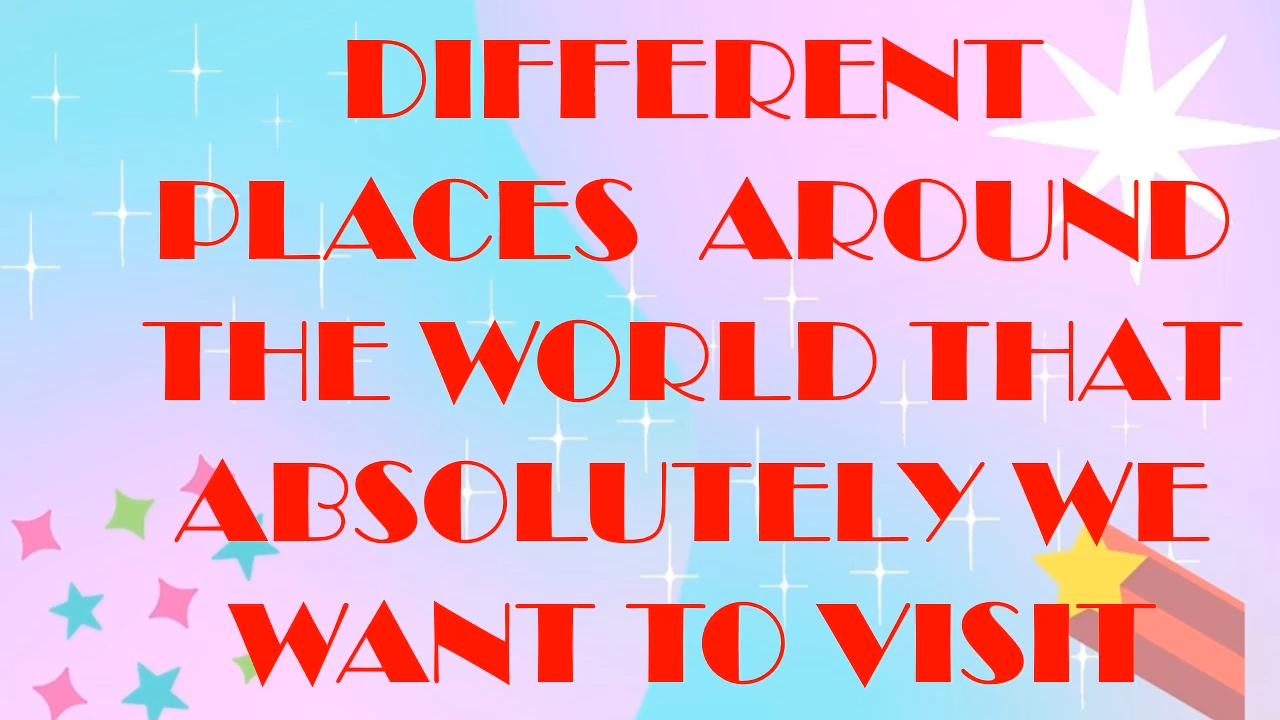 DIFFERENT
PLACES AROUND
THE WORLD THAT
ABSOLUTELY WE
WANT TO VISIT